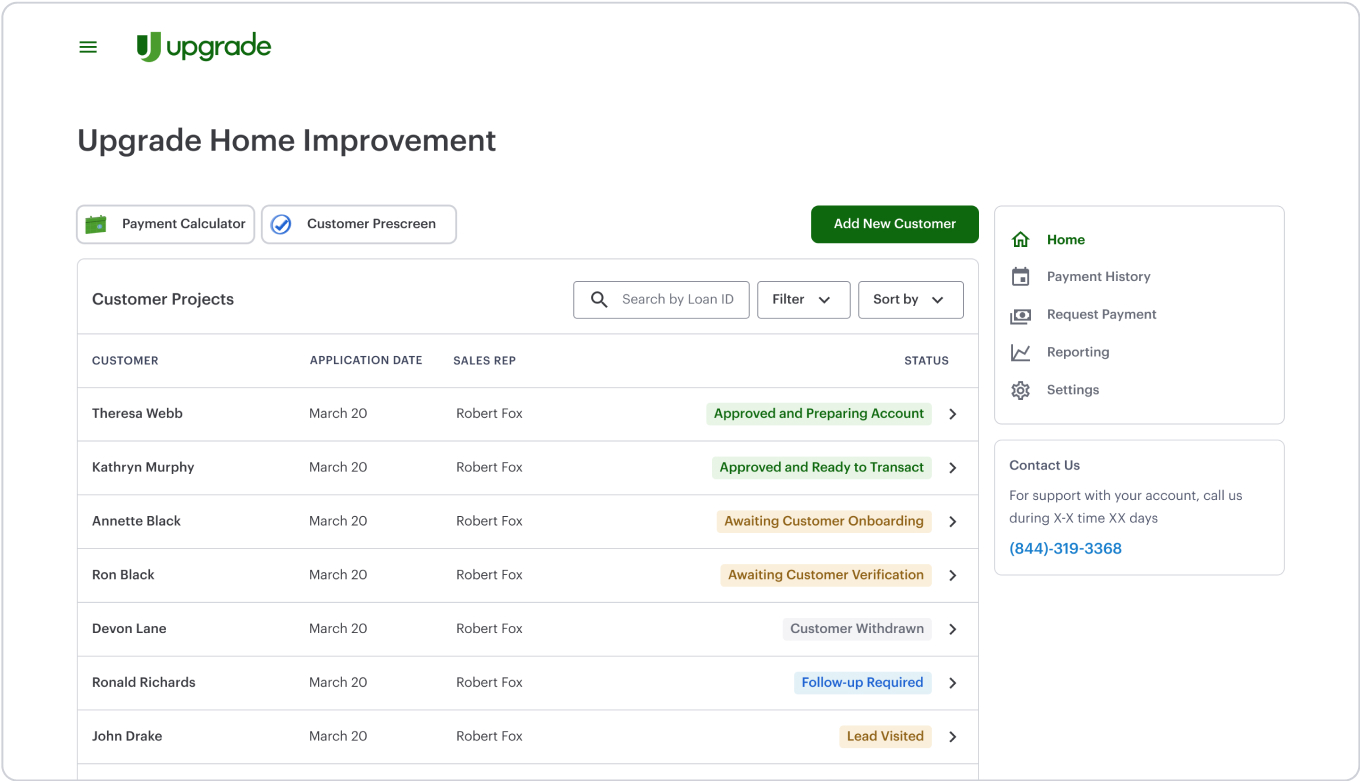 upgrade
Upgrade Home Improvement
Payment Calculator
Customer Prescreen
Add New Customer
Customer Projects
Search by Loan ID
Filter
Sort by
CUSTOMER APPLICATION DATE SALES REP STATUS
Theresa Webb March 20 Robert Fox Approved and Preparing Account
Kathryn Murphy March 20 Robert Fox Approved and Ready to Transact
Annette Black March 20 Robert Fox Awaiting Customer Onboarding
Ron Black March 20 Robert Fox Awaiting Customer Verification
Devon Lane March 20 Robert Fox Customer Withdrawn
Ronald Richards March 20 Robert Fox Follow-up Required
John Drake March 20 Robert Fox Lead Visited
Home
Payment History
Request Payment
Reporting
Settings
Contact Us
For support with your account, call us
during X-X time XX days
(844)-319-3368